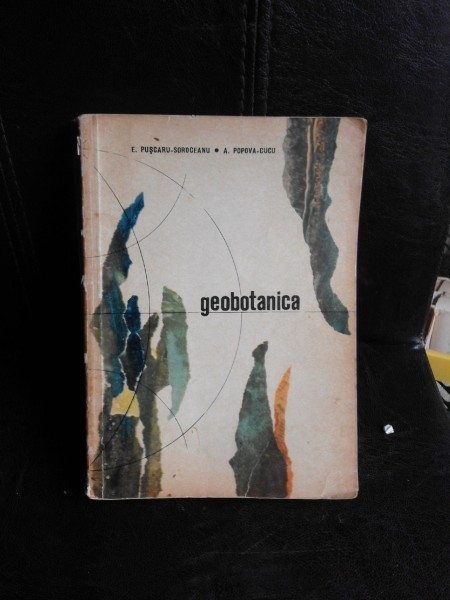 E. PUŞCARU-SOROCEANU • A. POPOVA-CUCU
geobotanica